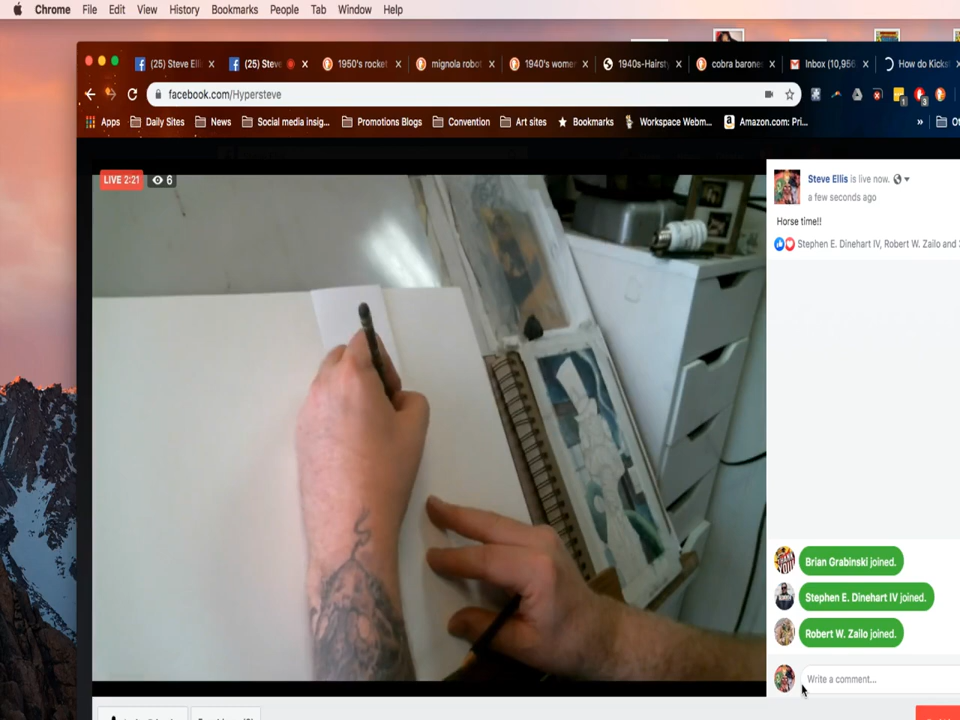 Chrome File Edit View History Bookmarks People Tab Window Help
(25) Steve Elli
(25) Steve
1950's rocket
mignola robot
1940's wome
1940s-Hairsty
cobra barone
Inbox (10,956
How do Kicks
facebook.com/Hypersteve
1
3
Apps Daily Sites News Social media insig... Promotions Blogs Convention Art sites Bookmarks Workspace Webm... Amazon.com: Pri... » Ot
LIVE 2:21 6
Steve Ellis is live now.
a few seconds ago
Horse time!!
Stephen E. Dinehart IV, Robert W. Zailo and
Brian Grabinski joined.
Stephen E. Dinehart IV joined.
Robert W. Zailo joined.
Write a comment...